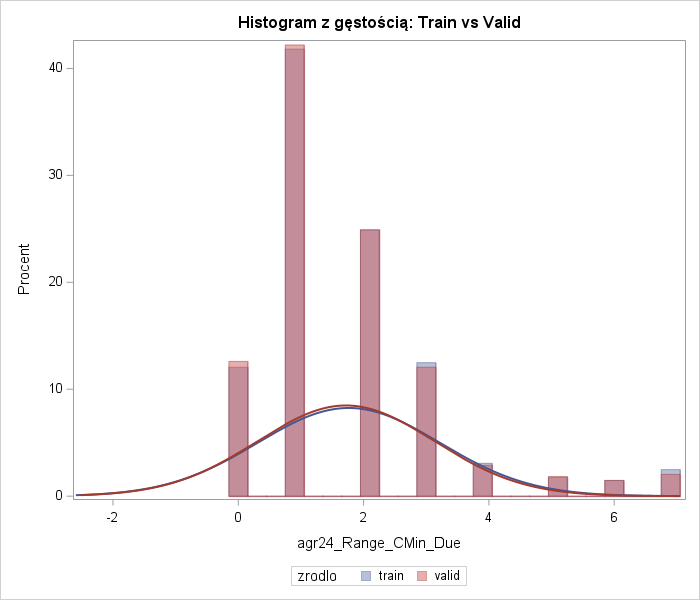 Histogram z gęstością: Train vs Valid
40
30
20
10
0
Procent
-2 0 2 4 6
agr24_Range_CMin_Due
zrodlo train valid